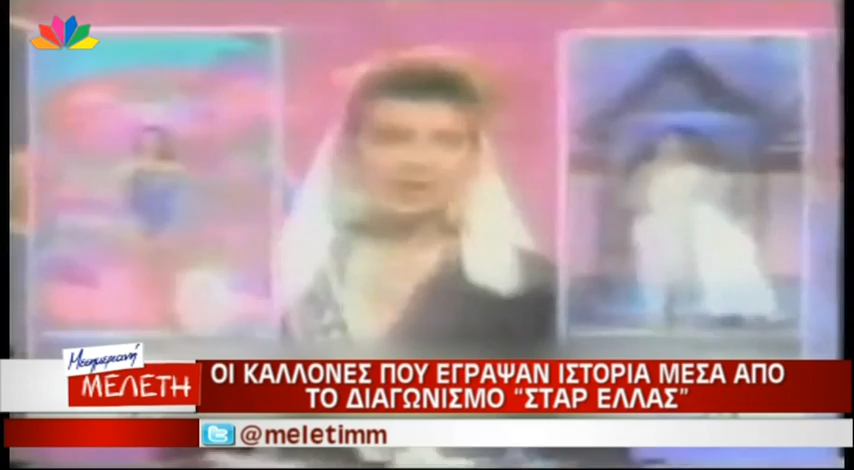 Μεσημεριανή
ΜΕΛΕΤΗ
ΟΙ ΚΑΛΛΟΝΕΣ ΠΟΥ ΕΓΡΑΨΑΝ ΙΣΤΟΡΙΑ ΜΕΣΑ ΑΠΟ
ΤΟ ΔΙΑΓΩΝΙΣΜΟ “ΣΤΑΡ ΕΛΛΑΣ”
@meletimm